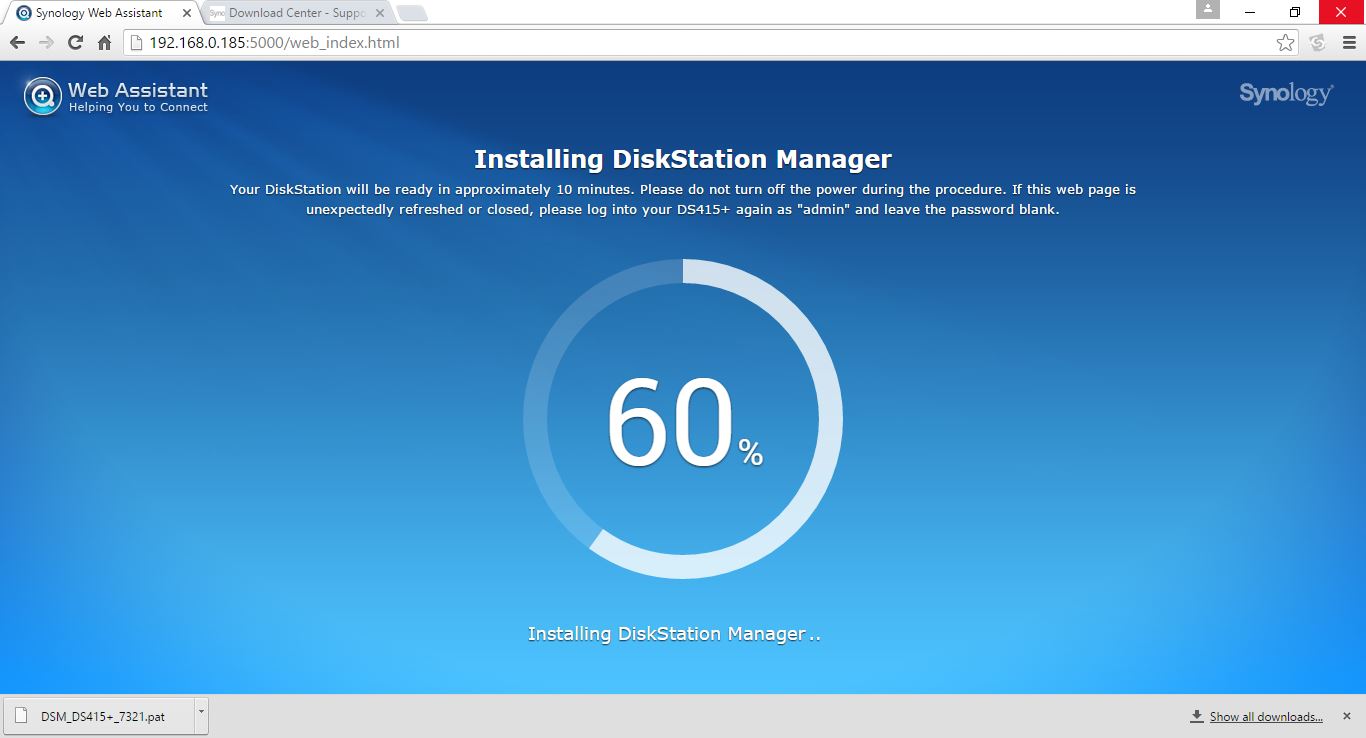 Synology Web Assistant
Download Center - Suppo
192.168.0.185:5000/web_index.html
Web Assistant
Helping You to Connect
Synology
Installing DiskStation Manager
Your DiskStation will be ready in approximately 10 minutes. Please do not turn off the power during the procedure. If this web page is
unexpectedly refreshed or closed, please log into your DS415+ again as "admin" and leave the password blank.
60%
Installing DiskStation Manager..
DSM_DS415+_7321.pat
Show all downloads...